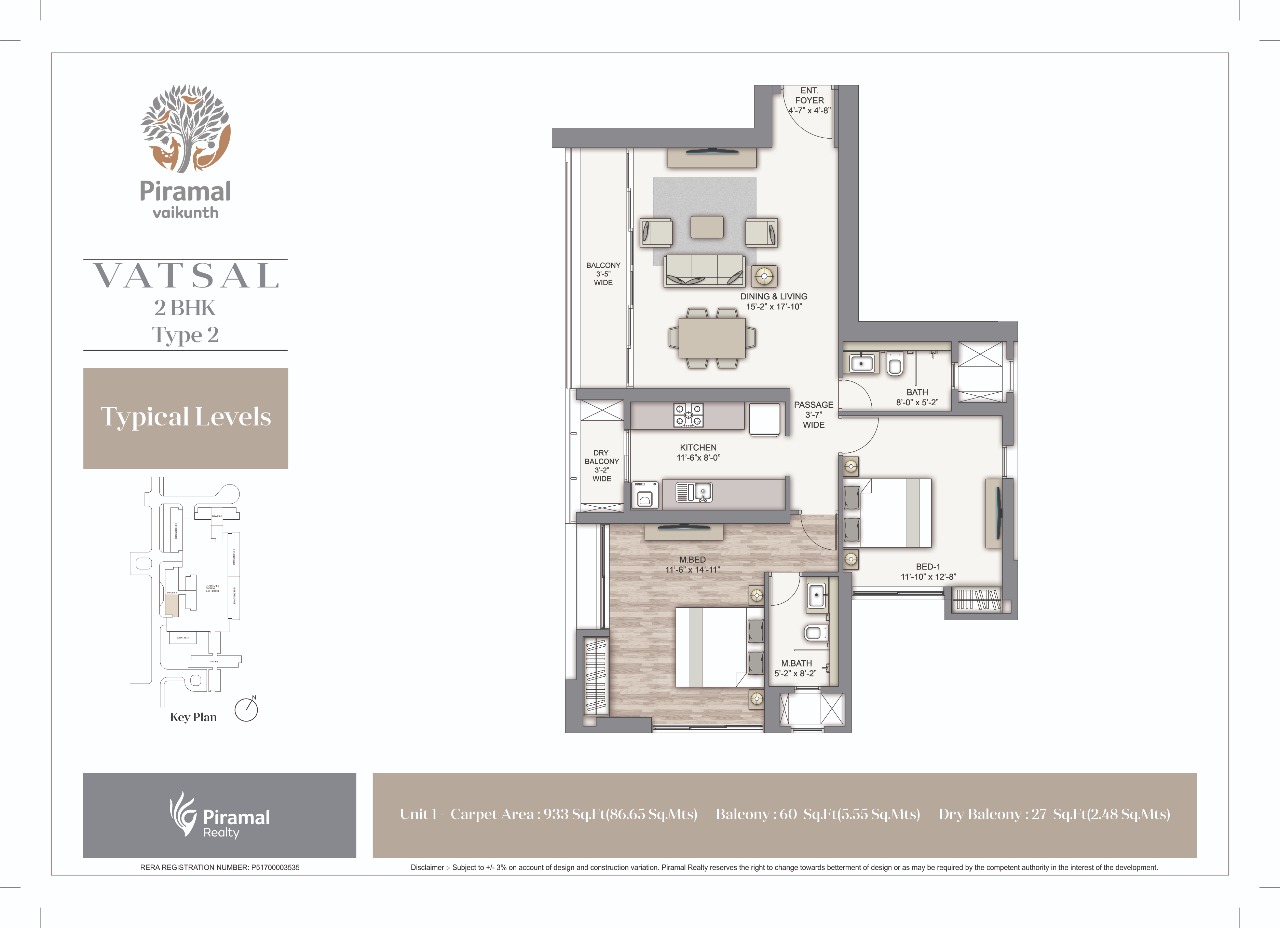 Piramal
vaikunth
VATSAL
2 BHK
Type 2
Typical Levels
N
Key Plan
ENT.
FOYER
4'-7" x 4'-8"
BALCONY
3'-5"
WIDE
DINING & LIVING
15'-2" x 17'-10"
BATH
8'-0" x 5'-2"
PASSAGE
3'-7"
WIDE
KITCHEN
11'-6"x 8'-0"
DRY
BALCONY
3'-2"
WIDE
M.BED
11'-6" x 14'-11"
BED-1
11'-10" x 12'-8"
M.BATH
5'-2" x 8'-2"
Piramal
Realty
Unit 1 - Carpet Area : 933 Sq.Ft(86.65 Sq.Mts) Balcony : 60 Sq.Ft(5.55 Sq.Mts) Dry Balcony : 27 Sq.Ft(2.48 Sq.Mts)
RERA REGISTRATION NUMBER: P51700003535
Disclaimer :- Subject to +/- 3% on account of design and construction variation. Piramal Realty reserves the right to change towards betterment of design or as may be required by the competent authority in the interest of the development.